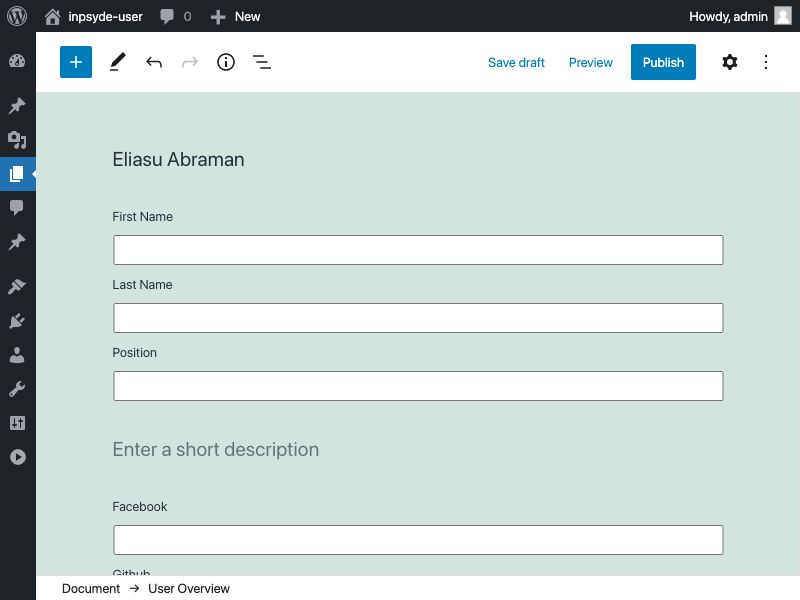 inpsyde-user 0 New Howdy, admin
Save draft Preview Publish
Eliasu Abraman
First Name
Last Name
Position
Enter a short description
Facebook
Github
Document → User Overview